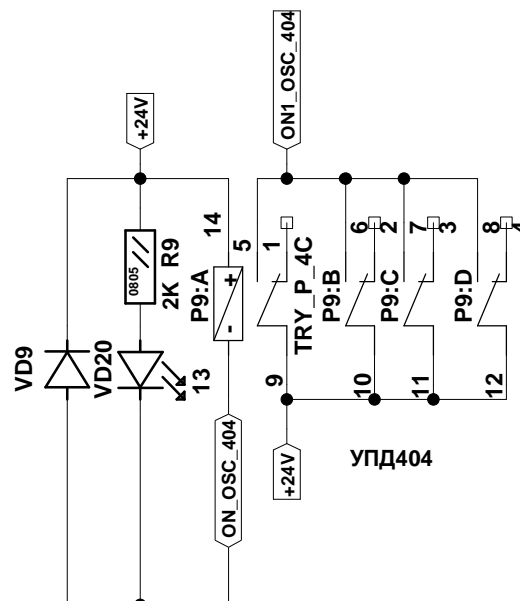 +24V
ON1_OSC_404
14
5
1
6
2
7
3
8
4
0805
2K R9
P9:A
TRY_P_4C
P9:B
P9:C
P9:D
VD9
VD20
13
9
10
11
12
ON_OSC_404
+24V
УПД404